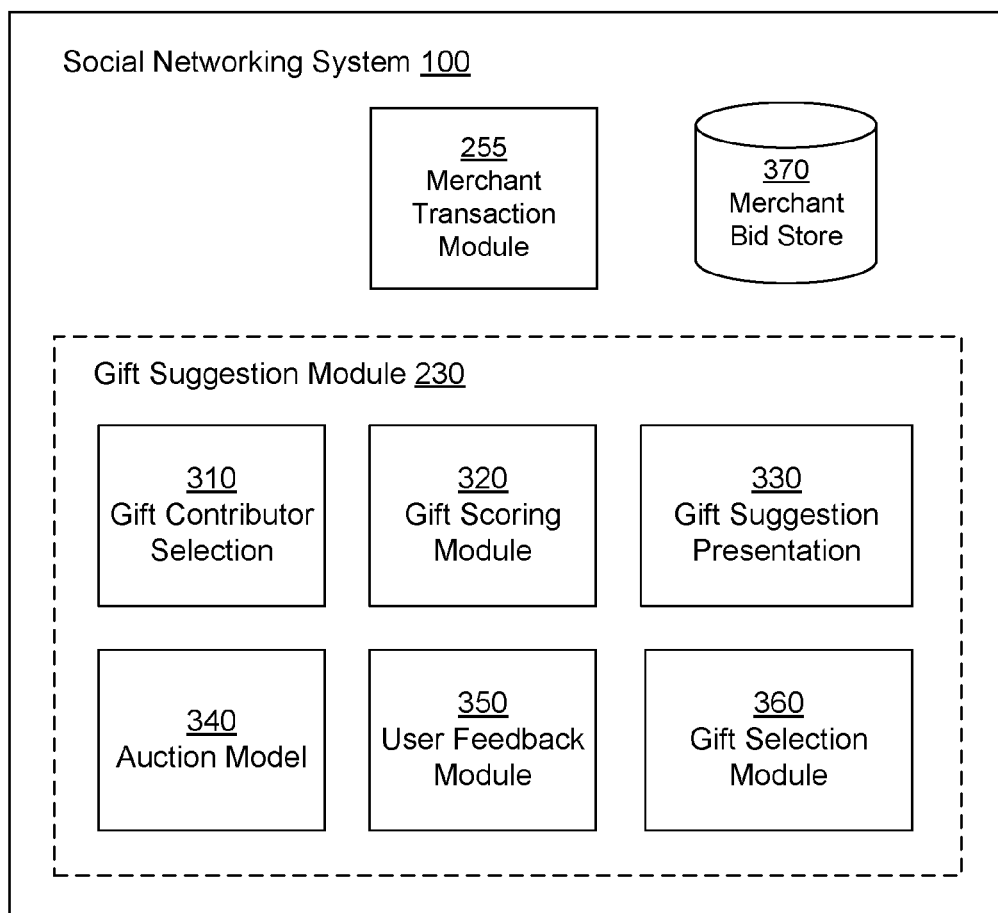 Social Networking System 100
255
Merchant
Transaction
Module
370
Merchant
Bid Store
Gift Suggestion Module 230
310
Gift Contributor
Selection
320
Gift Scoring
Module
330
Gift Suggestion
Presentation
340
Auction Model
350
User Feedback
Module
360
Gift Selection
Module